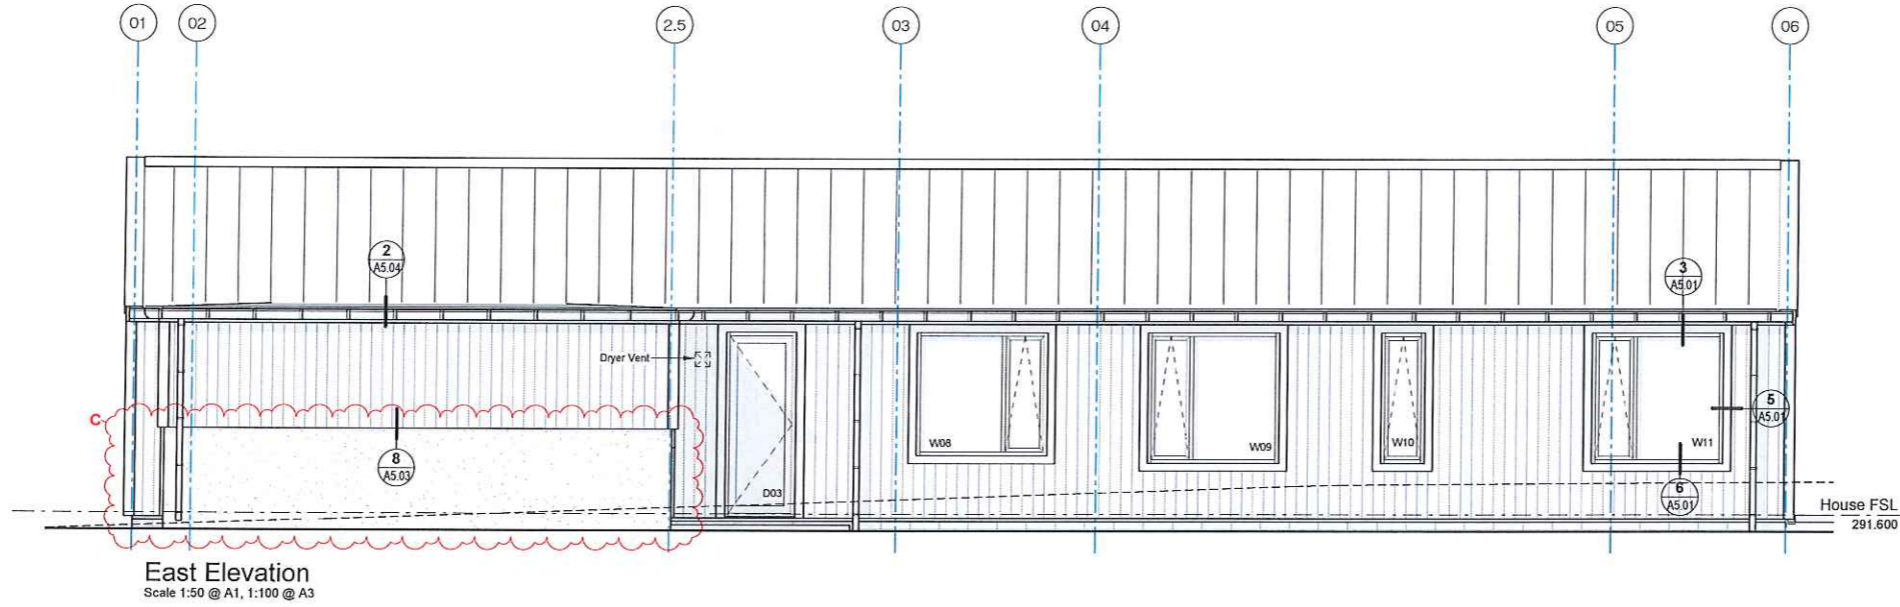 01 02 2.5 03 04 05 06
2
A5.04
3
A5.01
Dryer Vent
C
8
A5.03
D03
W08
W09
W10
W11
5
A5.01
6
A5.01
House FSL
291.600
East Elevation
Scale 1:50 @ A1, 1:100 @ A3